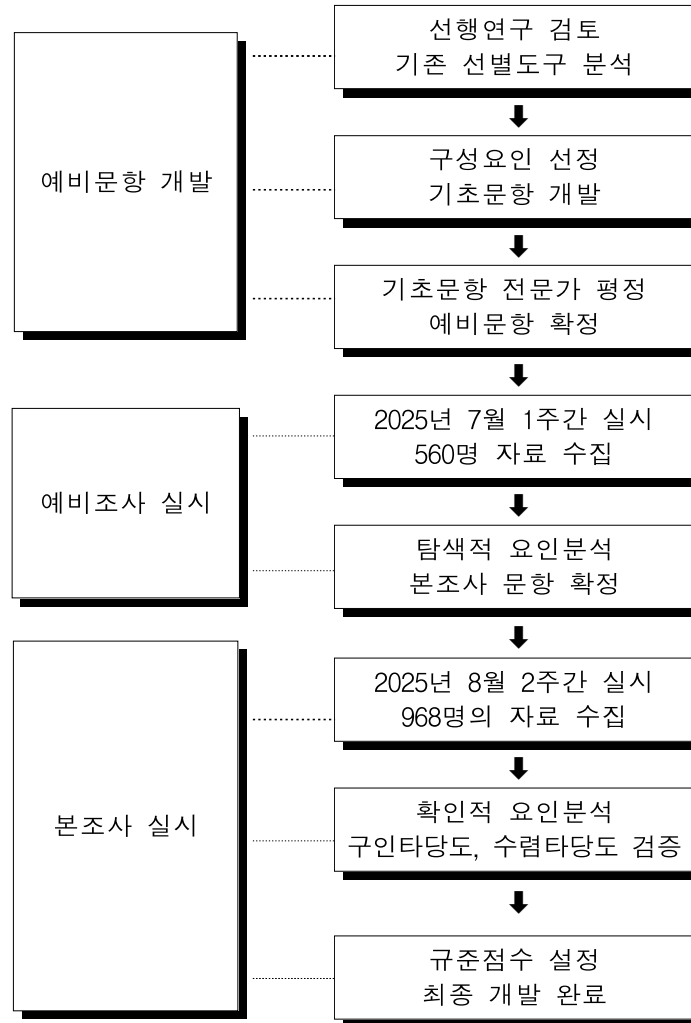 예비문항 개발
선행연구 검토
기존 선별도구 분석
구성요인 선정
기초문항 개발
기초문항 전문가 평정
예비문항 확정
예비조사 실시
2025년 7월 1주간 실시
560명 자료 수집
탐색적 요인분석
본조사 문항 확정
본조사 실시
2025년 8월 2주간 실시
968명의 자료 수집
확인적 요인분석
구인타당도, 수렴타당도 검증
규준점수 설정
최종 개발 완료